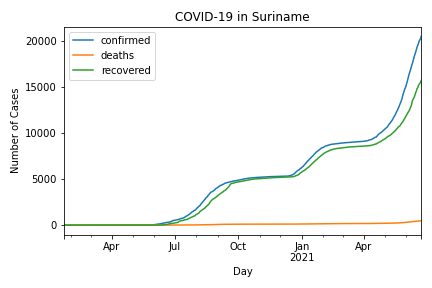 COVID-19 in Suriname
confirmed
deaths
recovered
Number of Cases
20000
15000
10000
5000
0
Apr
Jul
Oct
Jan
2021
Apr
Day